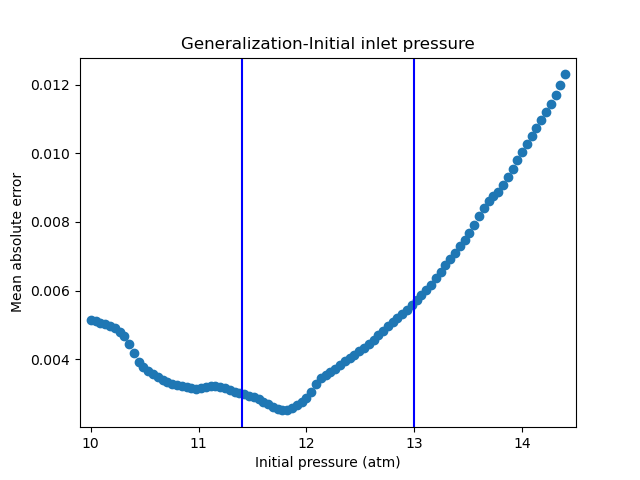 Generalization-Initial inlet pressure
0.012
0.010
0.008
0.006
0.004
Mean absolute error
10 11 12 13 14
Initial pressure (atm)